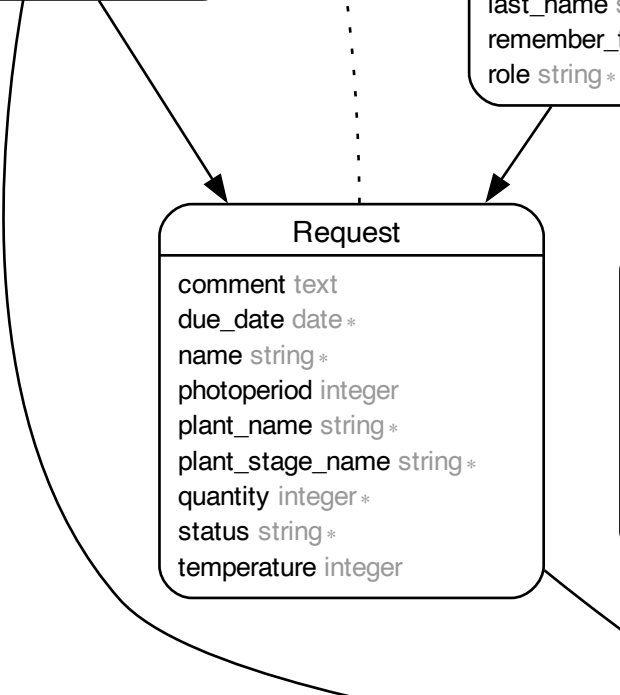 last_name
remember_
role string *
Request
comment text
due_date date *
name string *
photoperiod integer
plant_name string *
plant_stage_name string *
quantity integer *
status string *
temperature integer